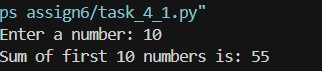 ps assign6/task_4_1.py"
Enter a number: 10
Sum of first 10 numbers is: 55